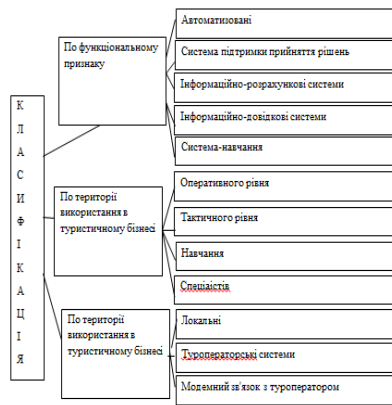 К
Л
А
С
И
Ф
І
К
А
Ц
І
Я
По функціональному
признаку
Автоматизовані
Система підтримки прийняття рішень
Інформаційно-розрахункові системи
Інформаційно-довідкові системи
Система-навчання
По території
використання в
туристичному бізнесі
Оперативного рівня
Тактичного рівня
Навчання
Спеціаістів
По території
використання в
туристичному бізнесі
Локальні
Туроператорські системи
Модемний зв'язок з туроператором